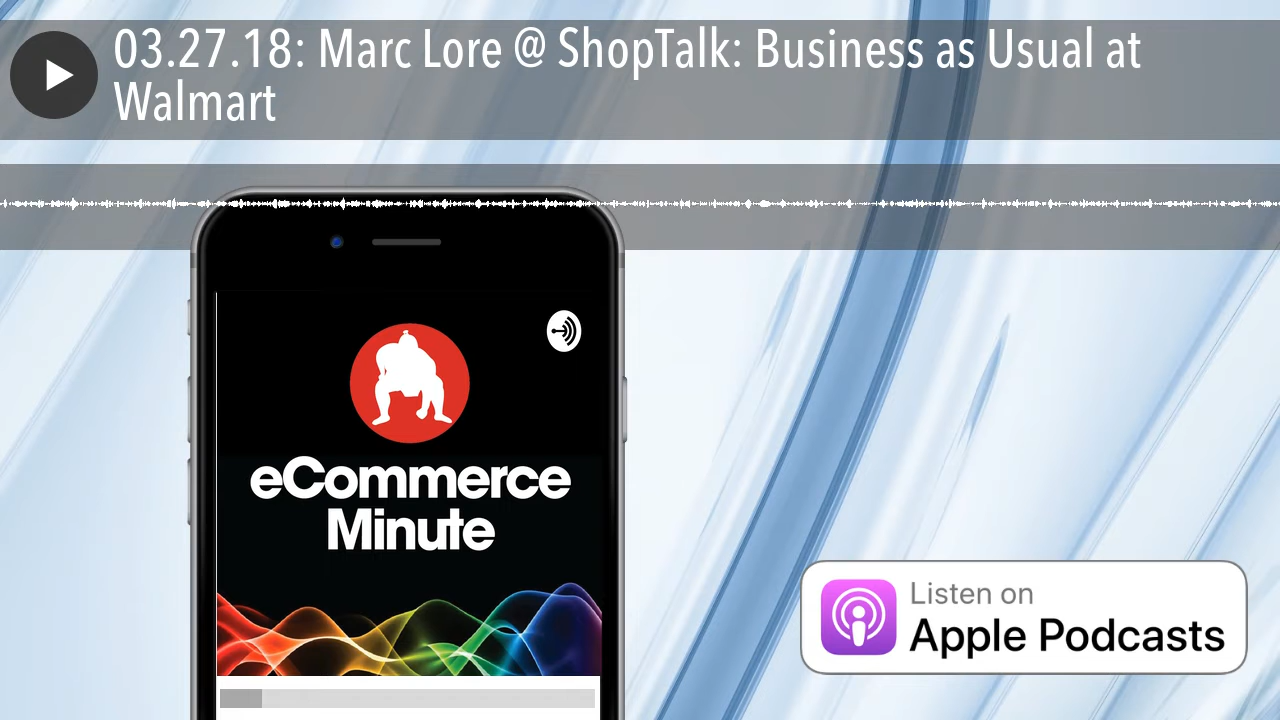 03.27.18: Marc Lore @ ShopTalk: Business as Usual at
Walmart
eCommerce
Minute
Listen on
Apple Podcasts